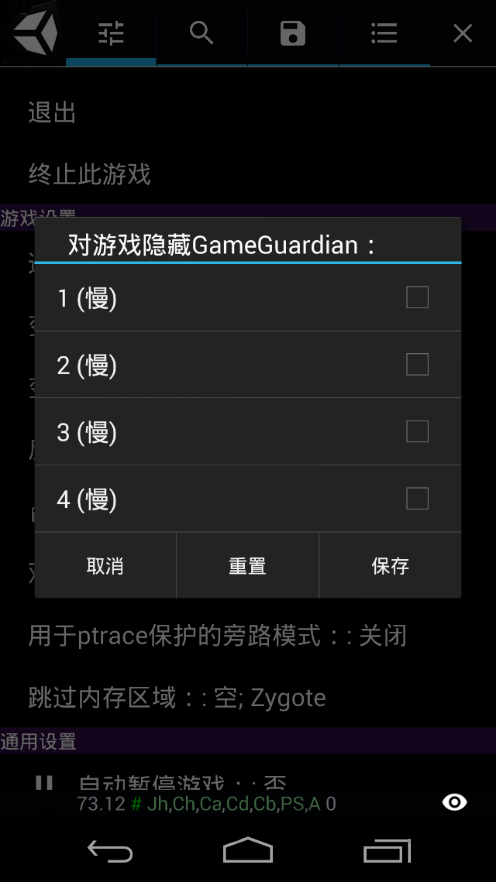 退出
终止此游戏
游戏设置
对游戏隐藏GameGuardian：
1 (慢)
2 (慢)
3 (慢)
4 (慢)
取消 重置 保存
用于ptrace保护的旁路模式：: 关闭
跳过内存区域：: 空; Zygote
通用设置
自动暂停游戏：: 否
73.12 # Jh,Ch,Ca,Cd,Cb,PS,A 0